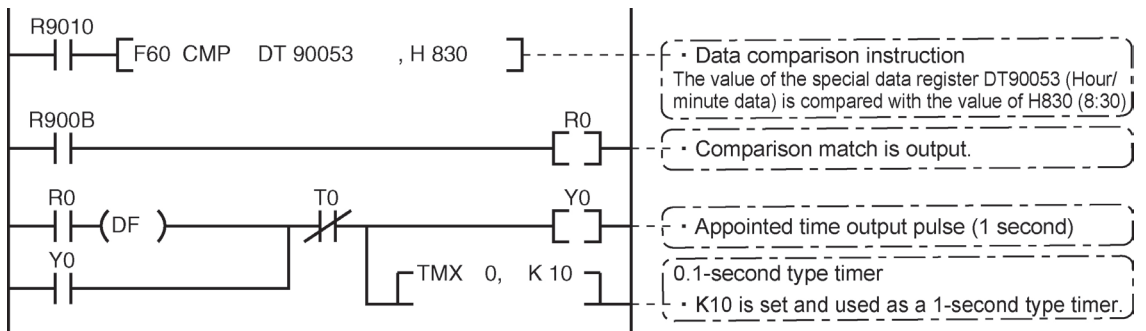 R9010
F60 CMP DT 90053 , H 830
· Data comparison instruction
The value of the special data register DT90053 (Hour/
minute data) is compared with the value of H830 (8:30)
R900B
R0
· Comparison match is output.
R0
(DF )
T0
Y0
· Appointed time output pulse (1 second)
Y0
TMX 0, K 10
0.1-second type timer
· K10 is set and used as a 1-second type timer.